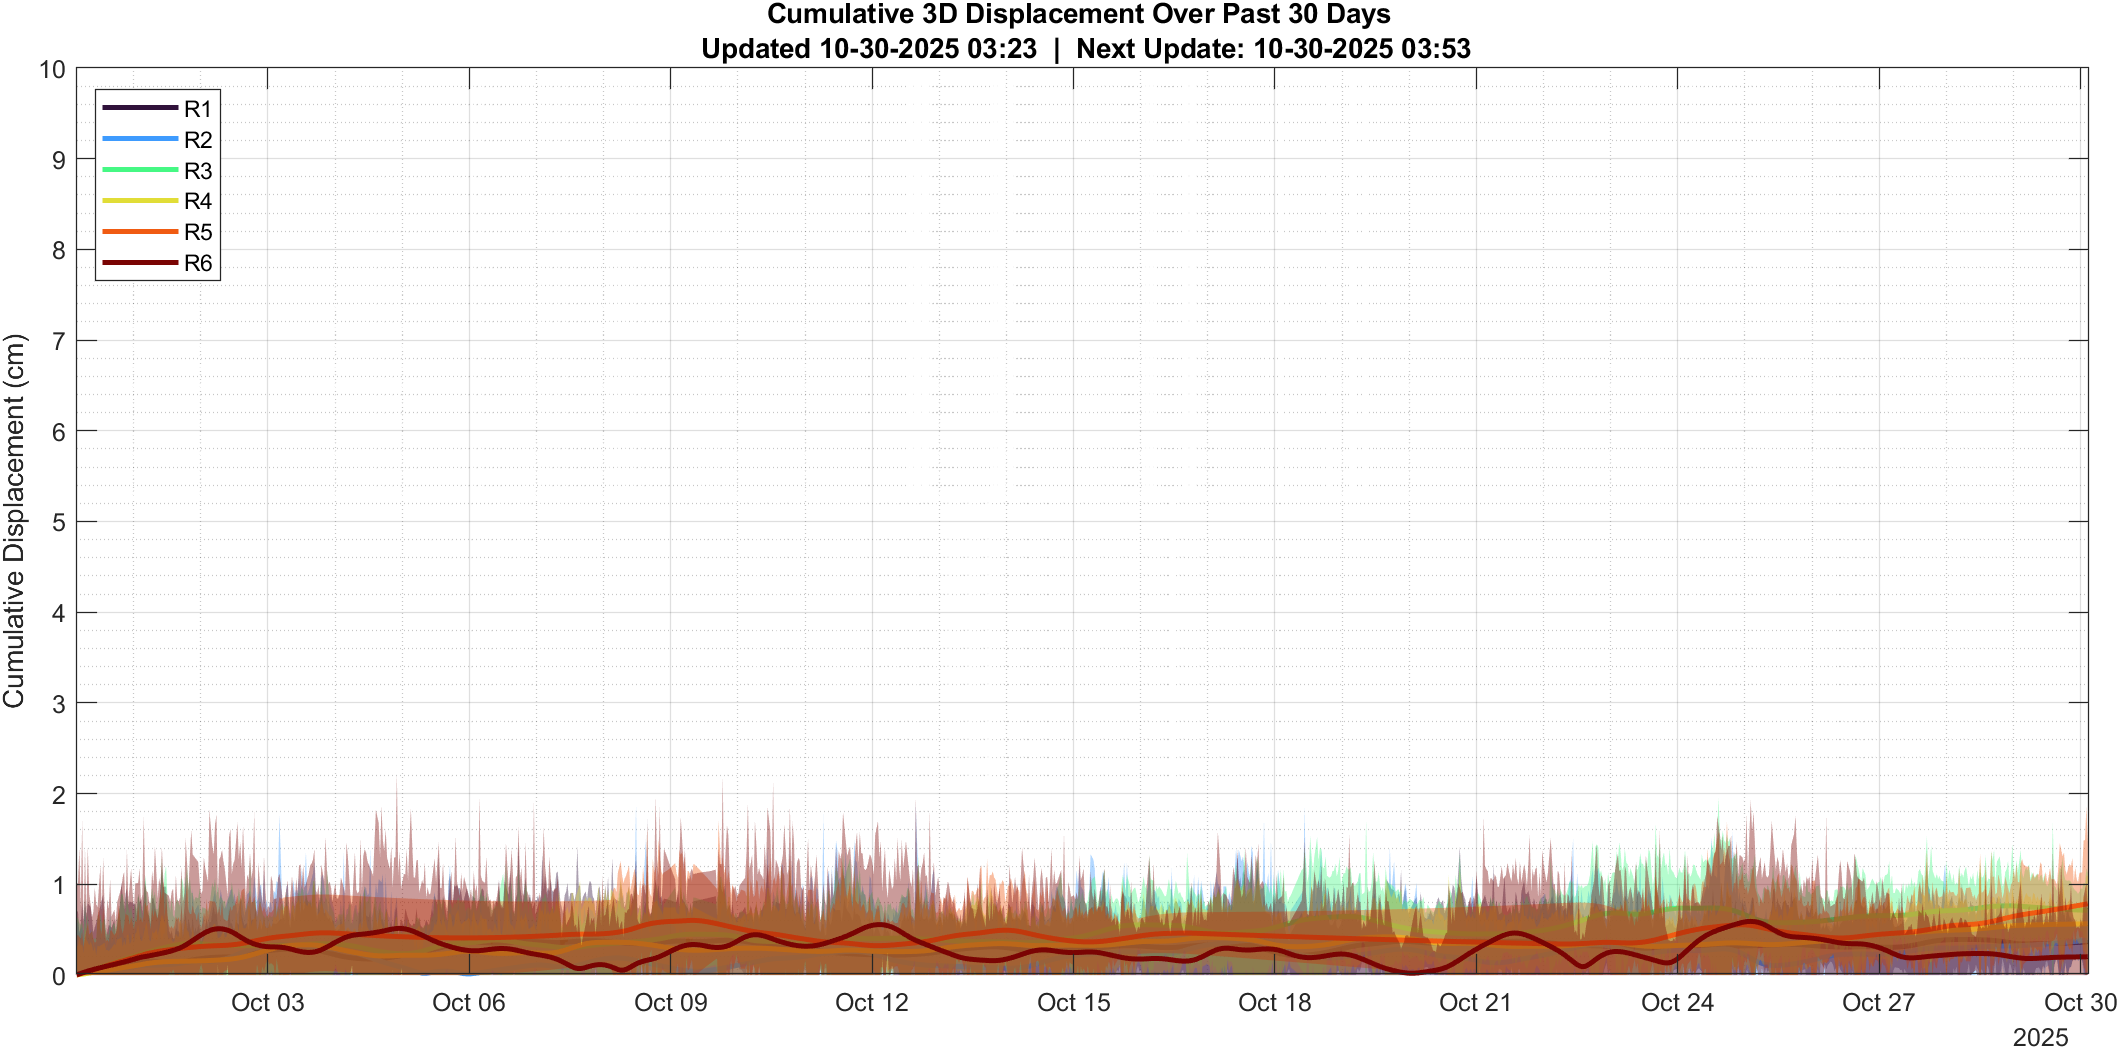 Cumulative 3D Displacement Over Past 30 Days
Updated 10-30-2025 03:23 | Next Update: 10-30-2025 03:53
Cumulative Displacement (cm)
10
9
8
7
6
5
4
3
2
1
0
R1
R2
R3
R4
R5
R6
Oct 03 Oct 06 Oct 09 Oct 12 Oct 15 Oct 18 Oct 21 Oct 24 Oct 27 Oct 30
2025